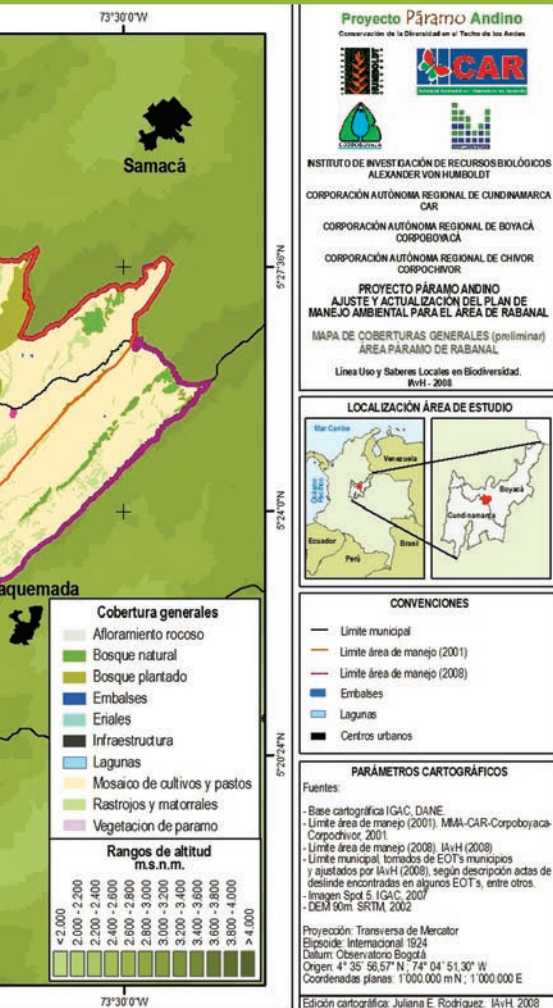 73°30'0"W
Samacá
5°27'36"N
5°24'0"N
aquemada
Cobertura generales
Afloramiento rocoso
Bosque natural
Bosque plantado
Embalses
Eriales
Infraestructura
Lagunas
Mosaico de cultivos y pastos
Rastrojos y matorrales
Vegetacion de paramo
Rangos de altitud
m.s.n.m.
< 2.000
2.000 - 2.200
2.200 - 2.400
2.400 - 2.600
2.600 - 2.800
2.800 - 3.000
3.000 - 3.200
3.200 - 3.400
3.400 - 3.600
3.600 - 3.800
3.800 - 4.000
> 4.000
5°20'24"N
73°30'0"W
Proyecto Páramo Andino
Conservación de la Diversidad en el Techo de los Andes
HUMBOLDT
CAR
CORPOBOYACA
INSTITUTO DE INVESTIGACIÓN DE RECURSOS BIOLÓGICOS
ALEXANDER VON HUMBOLDT
CORPORACIÓN AUTÓNOMA REGIONAL DE CUNDINAMARCA
CAR
CORPORACIÓN AUTÓNOMA REGIONAL DE BOYACÁ
CORPOBOYACÁ
CORPORACIÓN AUTÓNOMA REGIONAL DE CHIVOR
CORPOCHIVOR
PROYECTO PÁRAMO ANDINO
AJUSTE Y ACTUALIZACIÓN DEL PLAN DE
MANEJO AMBIENTAL PARA EL ÁREA DE RABANAL
MAPA DE COBERTURAS GENERALES (preliminar)
ÁREA PÁRAMO DE RABANAL
Línea Uso y Saberes Locales en Biodiversidad.
IAvH - 2008
LOCALIZACIÓN ÁREA DE ESTUDIO
Mar Caribe
Venezuela
Océano Pacífico
Ecuador
Perú
Brasil
Boyacá
Cundinamarca
CONVENCIONES
Límite municipal
Límite área de manejo (2001)
Límite área de manejo (2008)
Embalses
Lagunas
Centros urbanos
PARÁMETROS CARTOGRÁFICOS
Fuentes:
- Base cartográfica IGAC, DANE.
- Límite área de manejo (2001). MMA-CAR-Corpoboyaca-
Corpochivor, 2001.
- Límite área de manejo (2008). IAvH (2008)
- Límite municipal, tomados de EOT's municipios
y ajustados por IAvH (2008), según descripción actas de
deslinde encontradas en algunos EOT's, entre otros.
- Imagen Spot 5. IGAC, 2007
- DEM 90m. SRTM, 2002
Proyección: Transversa de Mercator
Elipsoide: Internacional 1924
Datum: Observatorio Bogotá
Origen: 4° 35' 56,57" N ; 74° 04' 51,30" W
Coordenadas planas: 1'000.000 m N ; 1'000.000 E
Edición cartográfica: Juliana E. Rodríguez. IAvH, 2008